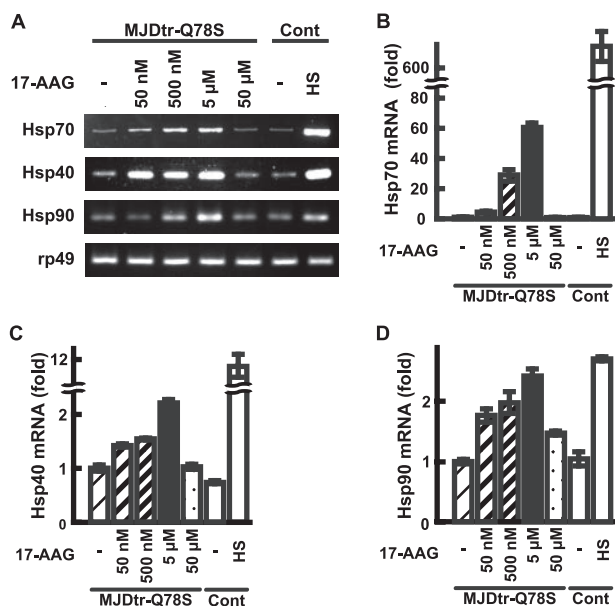 A
MJDtr-Q78S Cont
17-AAG - 50 nM 500 nM 5 µM 50 µM - HS
Hsp70
Hsp40
Hsp90
rp49
B
Hsp70 mRNA (fold)
600
60
40
20
0
17-AAG - 50 nM 500 nM 5 µM 50 µM - HS
MJDtr-Q78S Cont
C
Hsp40 mRNA (fold)
12
2
1
0
17-AAG - 50 nM 500 nM 5 µM 50 µM - HS
MJDtr-Q78S Cont
D
Hsp90 mRNA (fold)
2
1
0
17-AAG - 50 nM 500 nM 5 µM 50 µM - HS
MJDtr-Q78S Cont